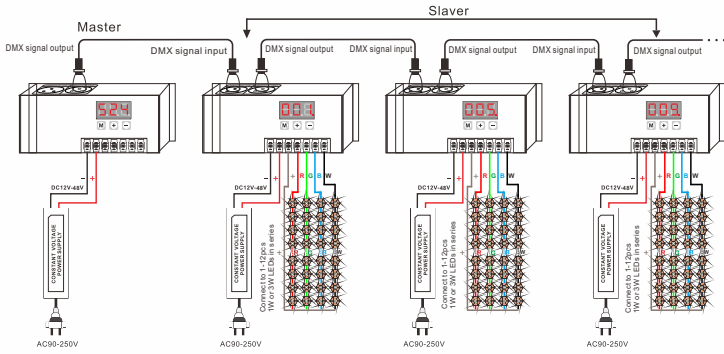 Slaver
Master
DMX signal output
DMX signal input
DMX signal output
DMX signal input
DMX signal output
DMX signal input
DMX signal output
524
001.
005.
009.
M + −
M + −
M + −
M + −
− +
− + + R G B W
− + + R G B W
− + + R G B W
DC12V-48V
DC12V-48V
DC12V-48V
DC12V-48V
CONSTANT VOLTAGE
POWER SUPPLY
CONSTANT VOLTAGE
POWER SUPPLY
Connect to 1-12pcs
1W or 3W LEDs in series
+ R G B W
CONSTANT VOLTAGE
POWER SUPPLY
Connect to 1-12pcs
1W or 3W LEDs in series
+ R G B W
CONSTANT VOLTAGE
POWER SUPPLY
Connect to 1-12pcs
1W or 3W LEDs in series
+ R G B W
AC90-250V
AC90-250V
AC90-250V
AC90-250V